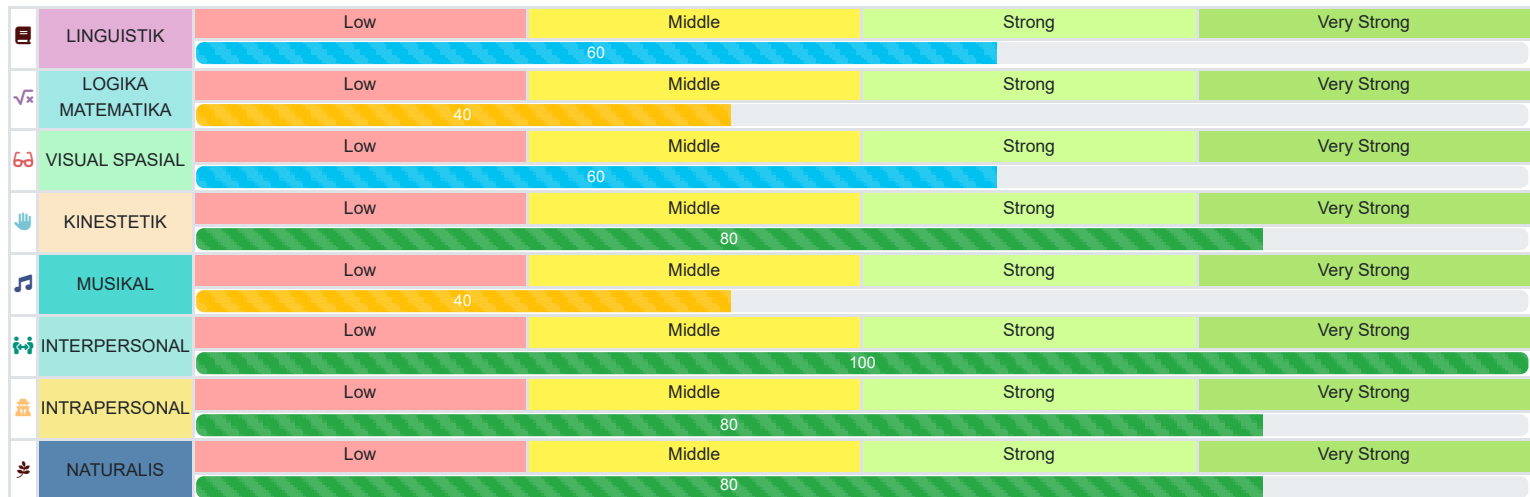 LINGUISTIK
Low Middle Strong Very Strong
60
LOGIKA
MATEMATIKA
Low Middle Strong Very Strong
40
VISUAL SPASIAL
Low Middle Strong Very Strong
60
KINESTETIK
Low Middle Strong Very Strong
80
MUSIKAL
Low Middle Strong Very Strong
40
INTERPERSONAL
Low Middle Strong Very Strong
100
INTRAPERSONAL
Low Middle Strong Very Strong
80
NATURALIS
Low Middle Strong Very Strong
80